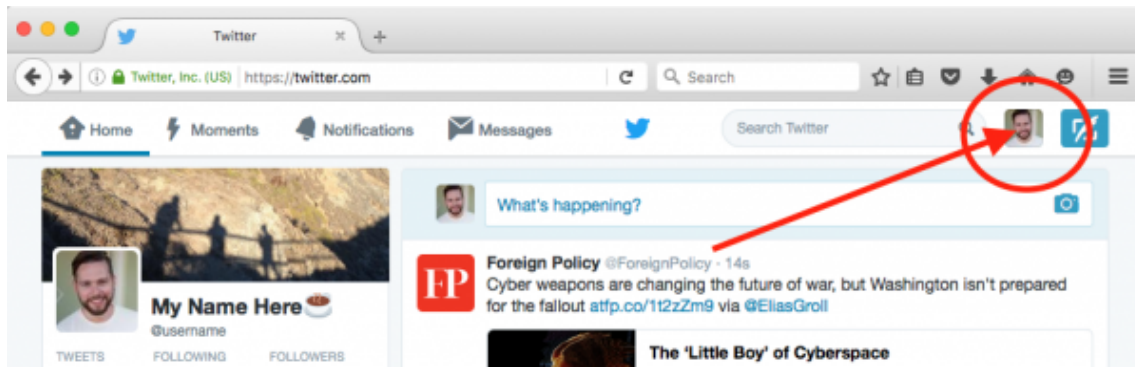 Twitter
Twitter, Inc. (US) https://twitter.com Search
Home Moments Notifications Messages Search Twitter
What's happening?
Foreign Policy @ForeignPolicy · 14s
FP
Cyber weapons are changing the future of war, but Washington isn't prepared
for the fallout atfp.co/1t2zZm9 via @EliasGroll
My Name Here
@username
TWEETS FOLLOWING FOLLOWERS
The 'Little Boy' of Cyberspace